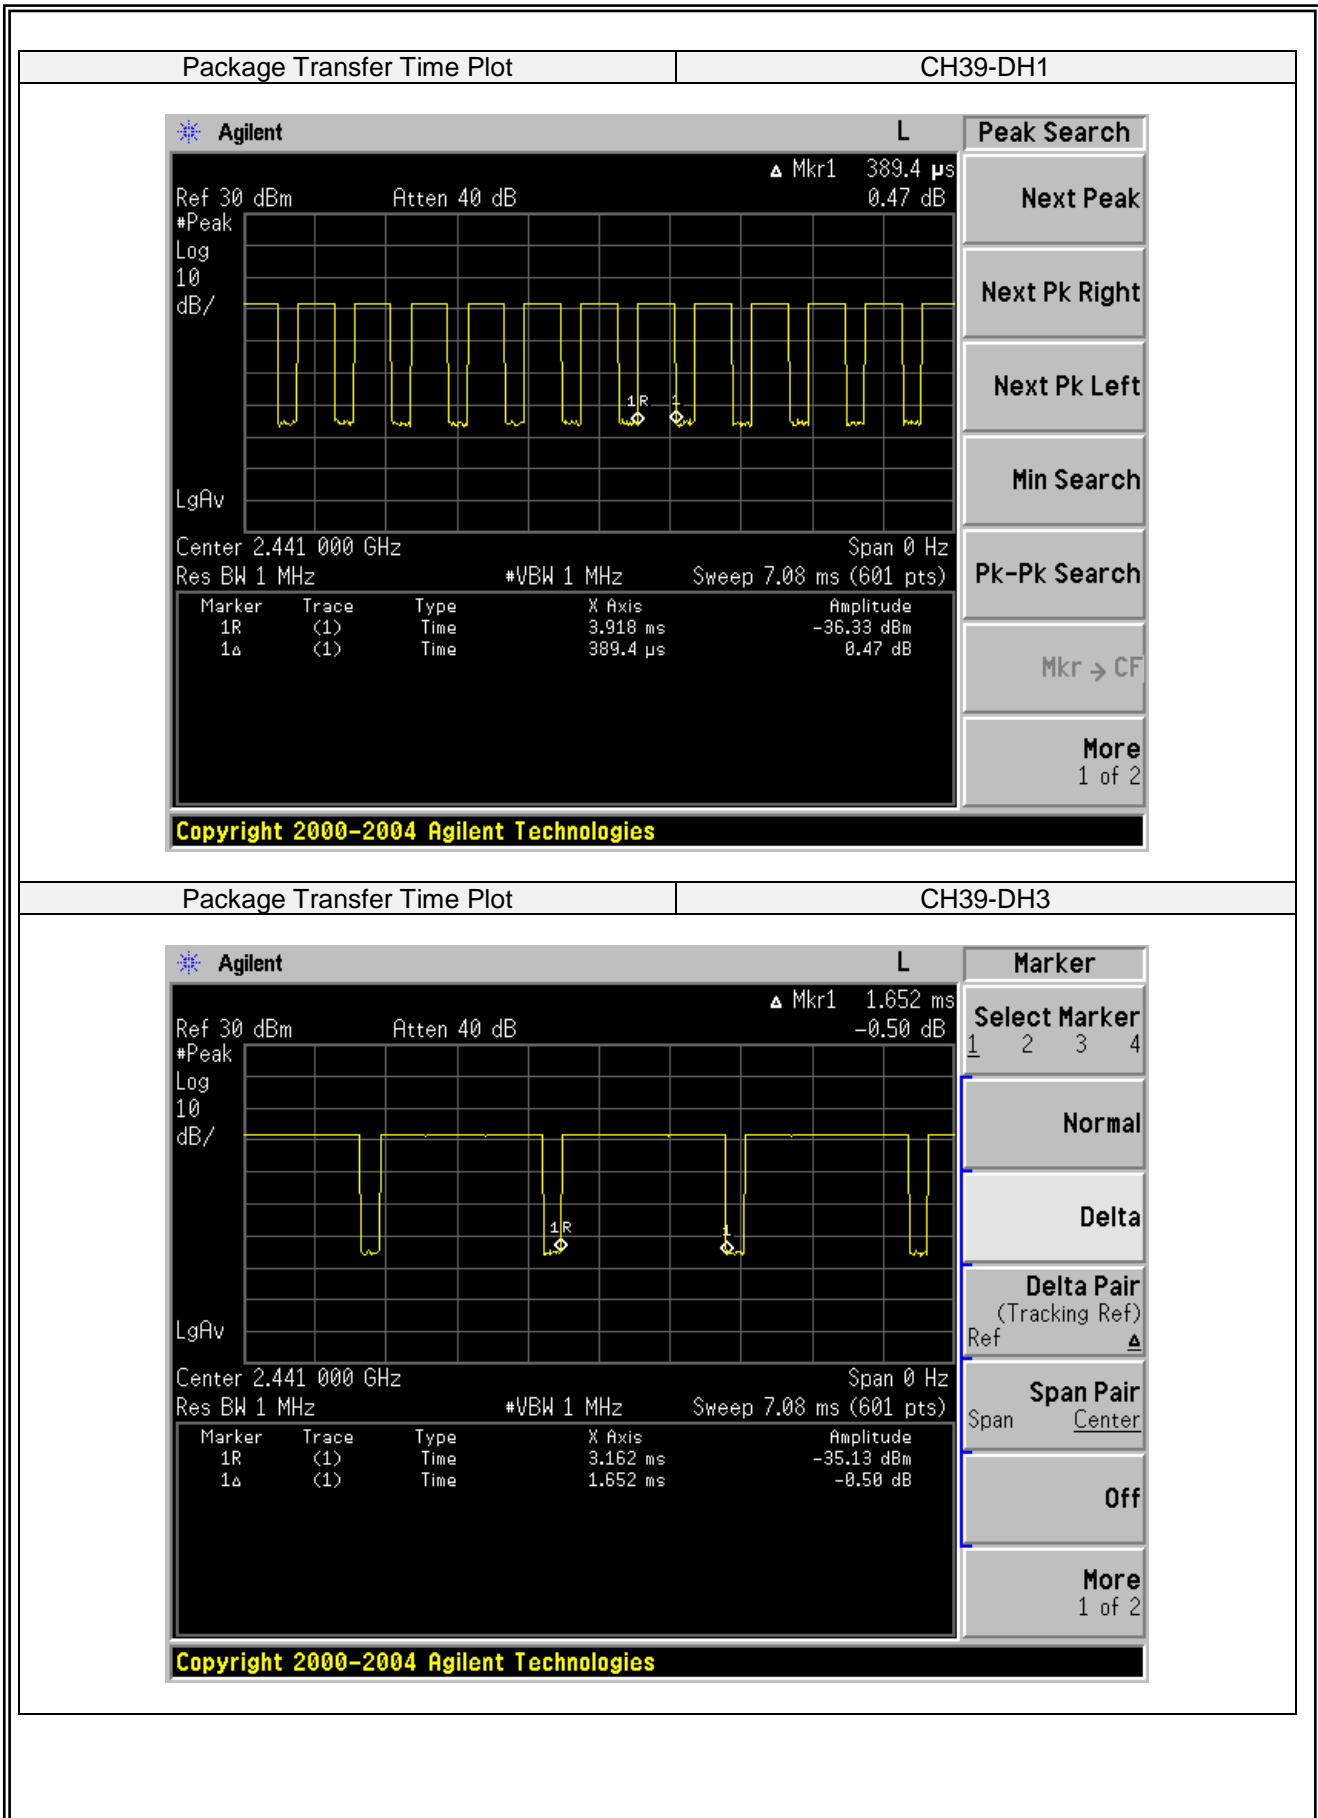 Package Transfer Time Plot CH39-DH1
Agilent L Peak Search
Δ Mkr1 389.4 µs
Ref 30 dBm Atten 40 dB 0.47 dB
#Peak
Log
10
dB/
1R 1
LgAv
Center 2.441 000 GHz Span 0 Hz
Res BW 1 MHz #VBW 1 MHz Sweep 7.08 ms (601 pts)
Marker Trace Type X Axis Amplitude
1R (1) Time 3.918 ms -36.33 dBm
1Δ (1) Time 389.4 µs 0.47 dB
Next Peak
Next Pk Right
Next Pk Left
Min Search
Pk-Pk Search
Mkr → CF
More
1 of 2
Copyright 2000-2004 Agilent Technologies
Package Transfer Time Plot CH39-DH3
Agilent L Marker
Δ Mkr1 1.652 ms
Ref 30 dBm Atten 40 dB -0.50 dB
#Peak
Log
10
dB/
1R 1
LgAv
Center 2.441 000 GHz Span 0 Hz
Res BW 1 MHz #VBW 1 MHz Sweep 7.08 ms (601 pts)
Marker Trace Type X Axis Amplitude
1R (1) Time 3.162 ms -35.13 dBm
1Δ (1) Time 1.652 ms -0.50 dB
Select Marker
1 2 3 4
Normal
Delta
Delta Pair
(Tracking Ref)
Ref Δ
Span Pair
Span Center
Off
More
1 of 2
Copyright 2000-2004 Agilent Technologies